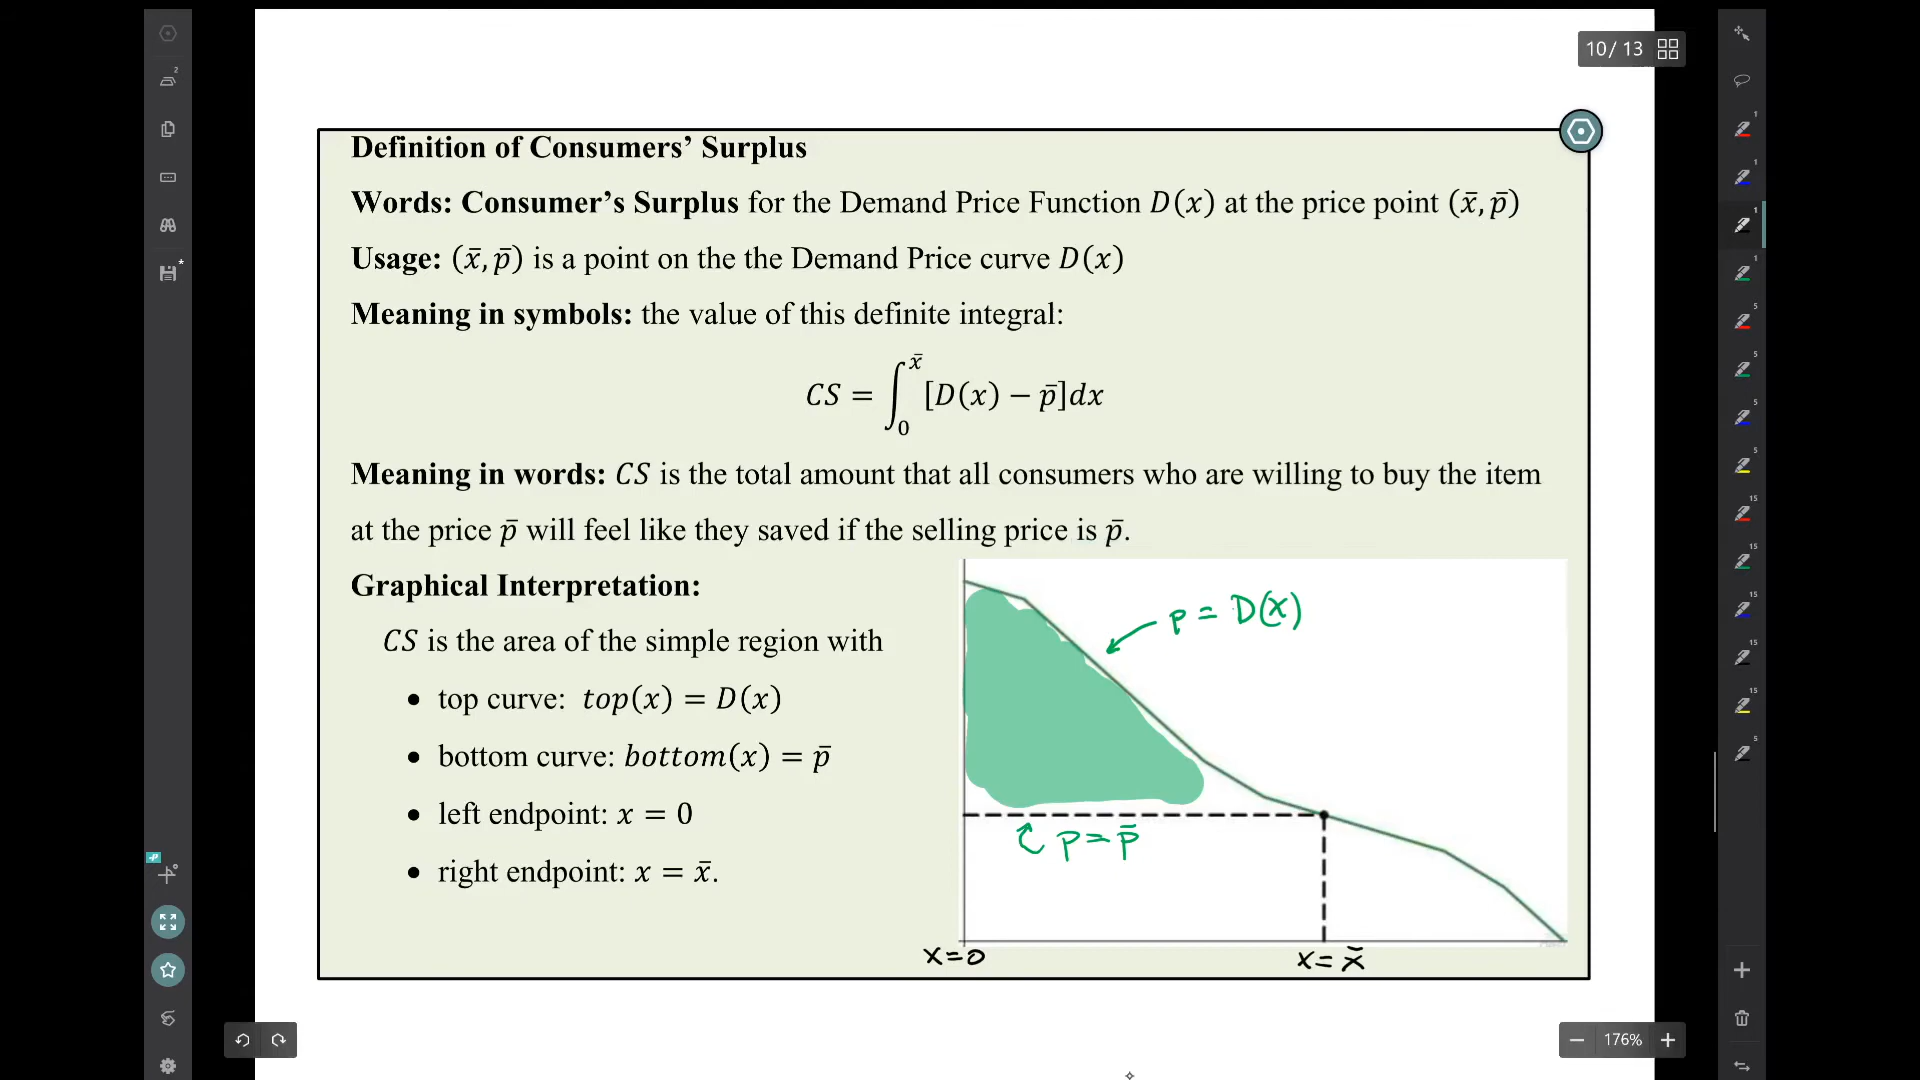 10/ 13
Definition of Consumers’ Surplus
Words: Consumer’s Surplus for the Demand Price Function D(x) at the price point (x̄, p̄)
Usage: (x̄, p̄) is a point on the the Demand Price curve D(x)
Meaning in symbols: the value of this definite integral:
CS = ∫₀^x̄ [D(x) − p̄]dx
Meaning in words: CS is the total amount that all consumers who are willing to buy the item
at the price p̄ will feel like they saved if the selling price is p̄.
Graphical Interpretation:
CS is the area of the simple region with
• top curve: top(x) = D(x)
• bottom curve: bottom(x) = p̄
• left endpoint: x = 0
• right endpoint: x = x̄.
p = D(x)
p = p̄
x=0
x = x̄
176%